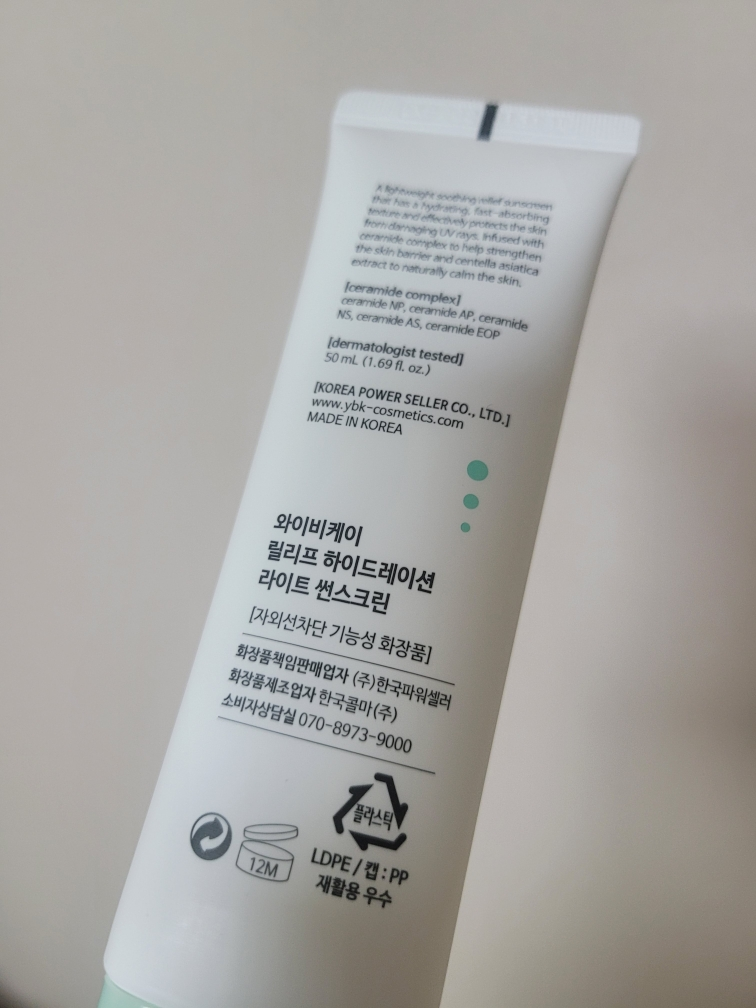 A lightweight soothing relief sunscreen
that has a hydrating, fast-absorbing
texture and effectively protects the skin
from damaging UV rays. Infused with
ceramide complex to help strengthen
the skin barrier and centella asiatica
extract to naturally calm the skin.
[ceramide complex]
ceramide NP, ceramide AP, ceramide
NS, ceramide AS, ceramide EOP
[dermatologist tested]
50 mL (1.69 fl. oz.)
[KOREA POWER SELLER CO., LTD.]
www.ybk-cosmetics.com
MADE IN KOREA
와이비케이
릴리프 하이드레이션
라이트 썬스크린
[자외선차단 기능성 화장품]
화장품책임판매업자 (주)한국파워셀러
화장품제조업자 한국콜마(주)
소비자상담실 070-8973-9000
플라스틱
12M
LDPE / 캡 : PP
재활용 우수